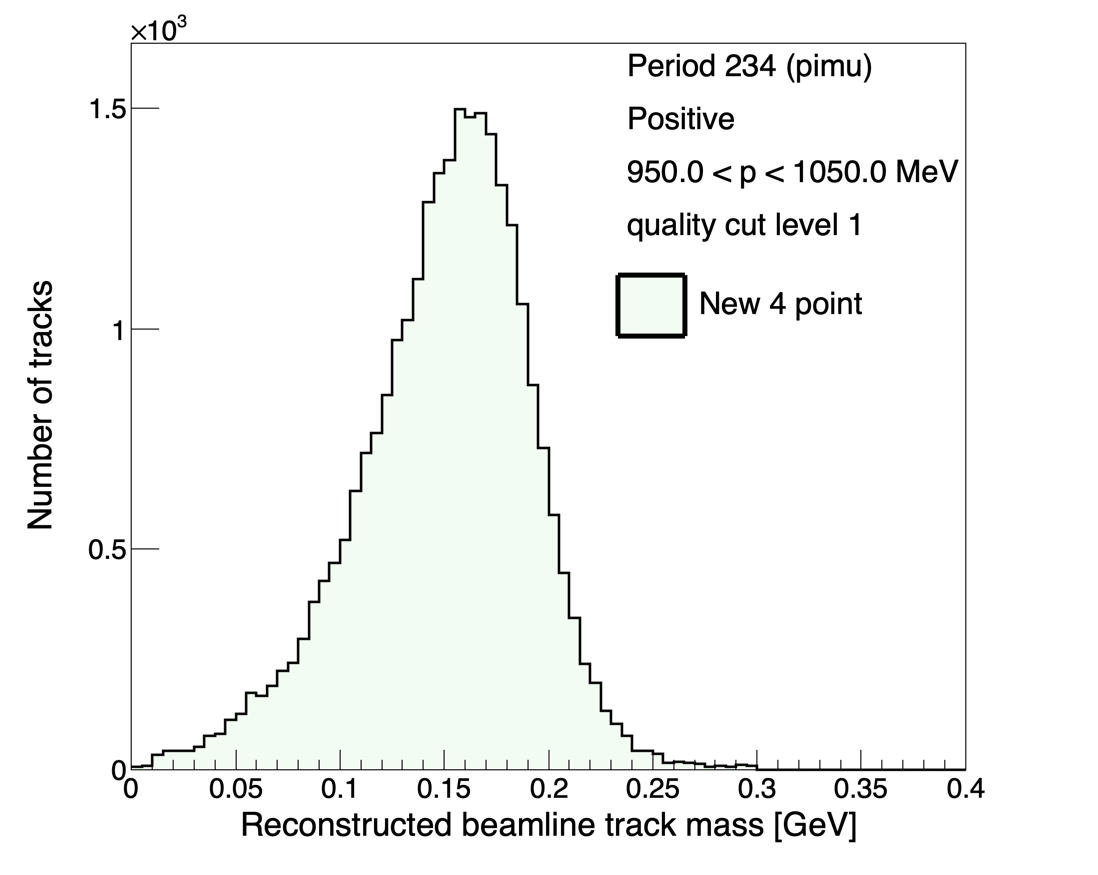 ×10³
Period 234 (pimu)
Positive
950.0 < p < 1050.0 MeV
quality cut level 1
New 4 point
1.5
1
0.5
0
Number of tracks
0 0.05 0.1 0.15 0.2 0.25 0.3 0.35 0.4
Reconstructed beamline track mass [GeV]